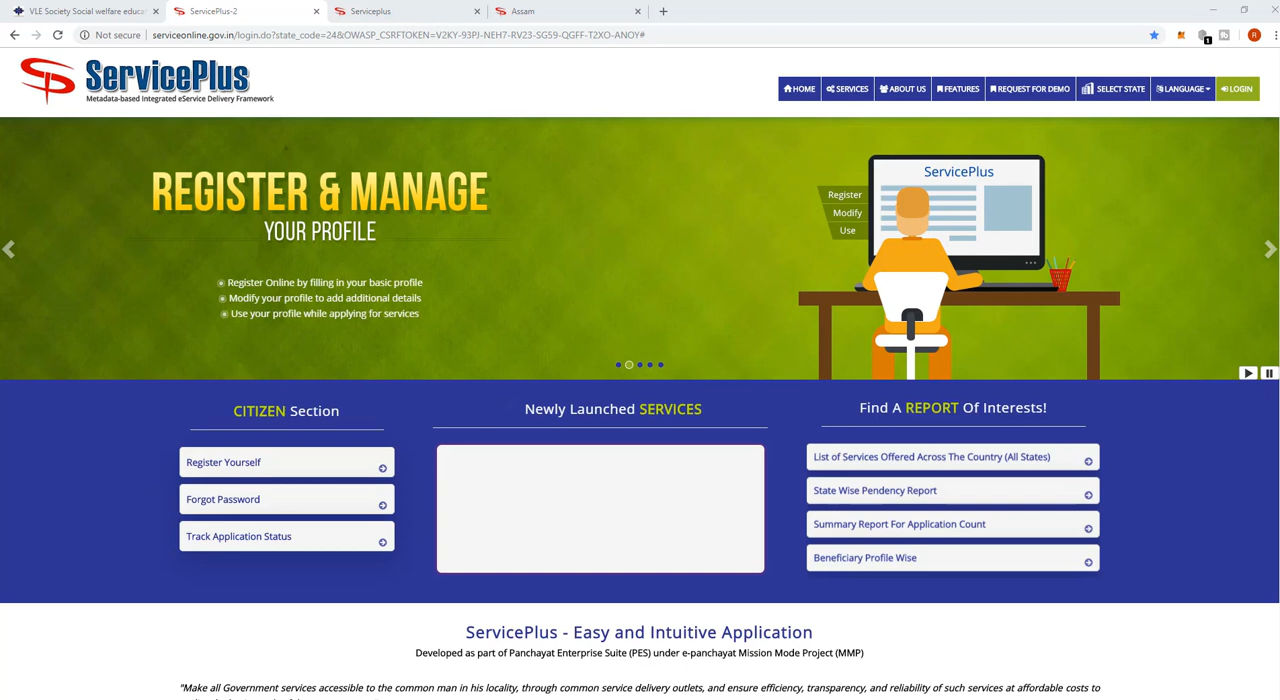 VLE Society Social welfare educat
ServicePlus-2
Serviceplus
Assam
Not secure
serviceonline.gov.in/login.do?state_code=24&OWASP_CSRFTOKEN=V2KY-93PJ-NEH7-RV23-SG59-QGFF-T2XO-ANOY#
1
R
ServicePlus
Metadata-based Integrated eService Delivery Framework
HOME
SERVICES
ABOUT US
FEATURES
REQUEST FOR DEMO
SELECT STATE
LANGUAGE
LOGIN
REGISTER & MANAGE
YOUR PROFILE
Register Online by filling in your basic profile
Modify your profile to add additional details
Use your profile while applying for services
ServicePlus
Register
Modify
Use
CITIZEN Section
Register Yourself
Forgot Password
Track Application Status
Newly Launched SERVICES
Find A REPORT Of Interests!
List of Services Offered Across The Country (All States)
State Wise Pendency Report
Summary Report For Application Count
Beneficiary Profile Wise
ServicePlus - Easy and Intuitive Application
Developed as part of Panchayat Enterprise Suite (PES) under e-panchayat Mission Mode Project (MMP)
"Make all Government services accessible to the common man in his locality, through common service delivery outlets, and ensure efficiency, transparency, and reliability of such services at affordable costs to